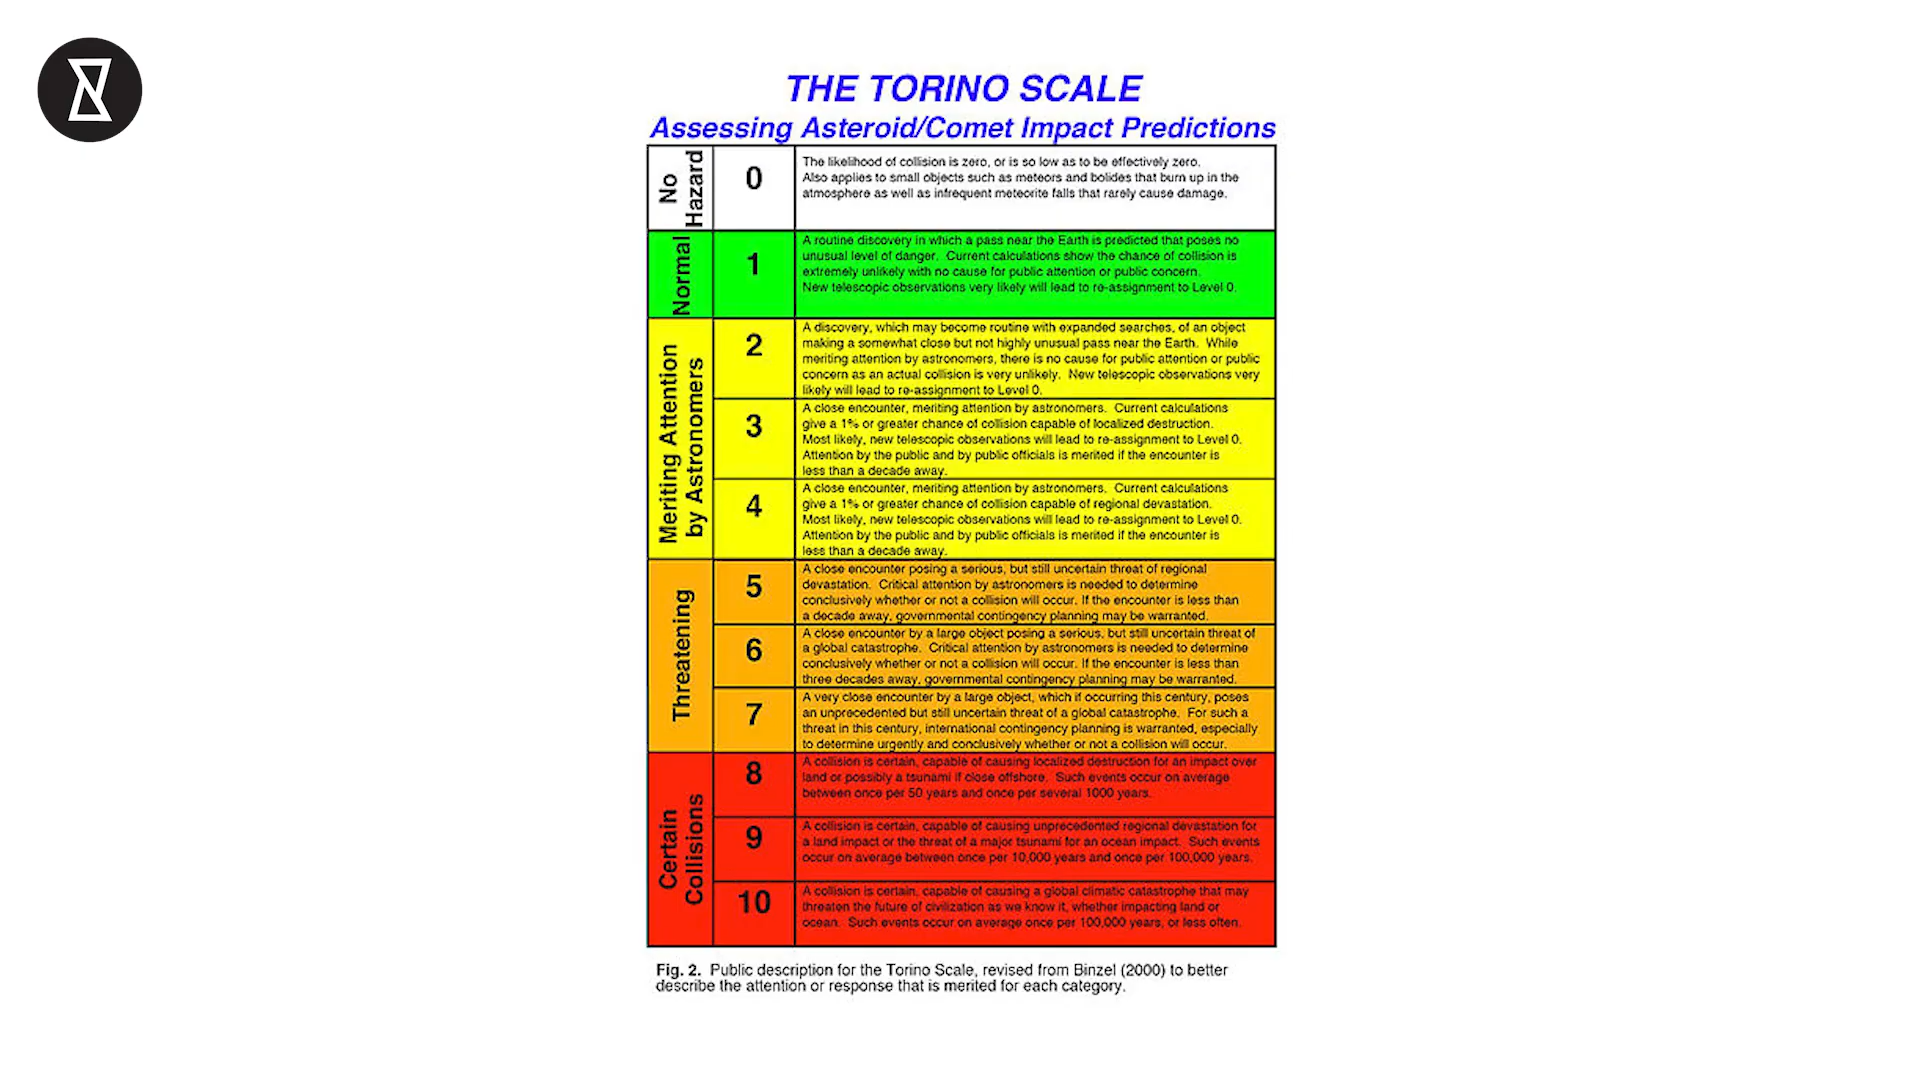 THE TORINO SCALE
Assessing Asteroid/Comet Impact Predictions
No
Hazard
0
The likelihood of collision is zero, or is so low as to be effectively zero.
Also applies to small objects such as meteors and bolides that burn up in the
atmosphere as well as infrequent meteorite falls that rarely cause damage.
Normal
1
A routine discovery in which a pass near the Earth is predicted that poses no
unusual level of danger. Current calculations show the chance of collision is
extremely unlikely with no cause for public attention or public concern.
New telescopic observations very likely will lead to re-assignment to Level 0.
Meriting Attention
by Astronomers
2
A discovery, which may become routine with expanded searches, of an object
making a somewhat close but not highly unusual pass near the Earth. While
meriting attention by astronomers, there is no cause for public attention or public
concern as an actual collision is very unlikely. New telescopic observations very
likely will lead to re-assignment to Level 0.
3
A close encounter, meriting attention by astronomers. Current calculations
give a 1% or greater chance of collision capable of localized destruction.
Most likely, new telescopic observations will lead to re-assignment to Level 0.
Attention by the public and by public officials is merited if the encounter is
less than a decade away.
4
A close encounter, meriting attention by astronomers. Current calculations
give a 1% or greater chance of collision capable of regional devastation.
Most likely, new telescopic observations will lead to re-assignment to Level 0.
Attention by the public and by public officials is merited if the encounter is
less than a decade away.
Threatening
5
A close encounter posing a serious, but still uncertain threat of regional
devastation. Critical attention by astronomers is needed to determine
conclusively whether or not a collision will occur. If the encounter is less than
a decade away, governmental contingency planning may be warranted.
6
A close encounter by a large object posing a serious, but still uncertain threat of
a global catastrophe. Critical attention by astronomers is needed to determine
conclusively whether or not a collision will occur. If the encounter is less than
three decades away, governmental contingency planning may be warranted.
7
A very close encounter by a large object, which if occurring this century, poses
an unprecedented but still uncertain threat of a global catastrophe. For such a
threat in this century, international contingency planning is warranted, especially
to determine urgently and conclusively whether or not a collision will occur.
Certain
Collisions
8
A collision is certain, capable of causing localized destruction for an impact over
land or possibly a tsunami if close offshore. Such events occur on average
between once per 50 years and once per several 1000 years.
9
A collision is certain, capable of causing unprecedented regional devastation for
a land impact or the threat of a major tsunami for an ocean impact. Such events
occur on average between once per 10,000 years and once per 100,000 years.
10
A collision is certain, capable of causing a global climatic catastrophe that may
threaten the future of civilization as we know it, whether impacting land or
ocean. Such events occur on average once per 100,000 years, or less often.
Fig. 2. Public description for the Torino Scale, revised from Binzel (2000) to better
describe the attention or response that is merited for each category.